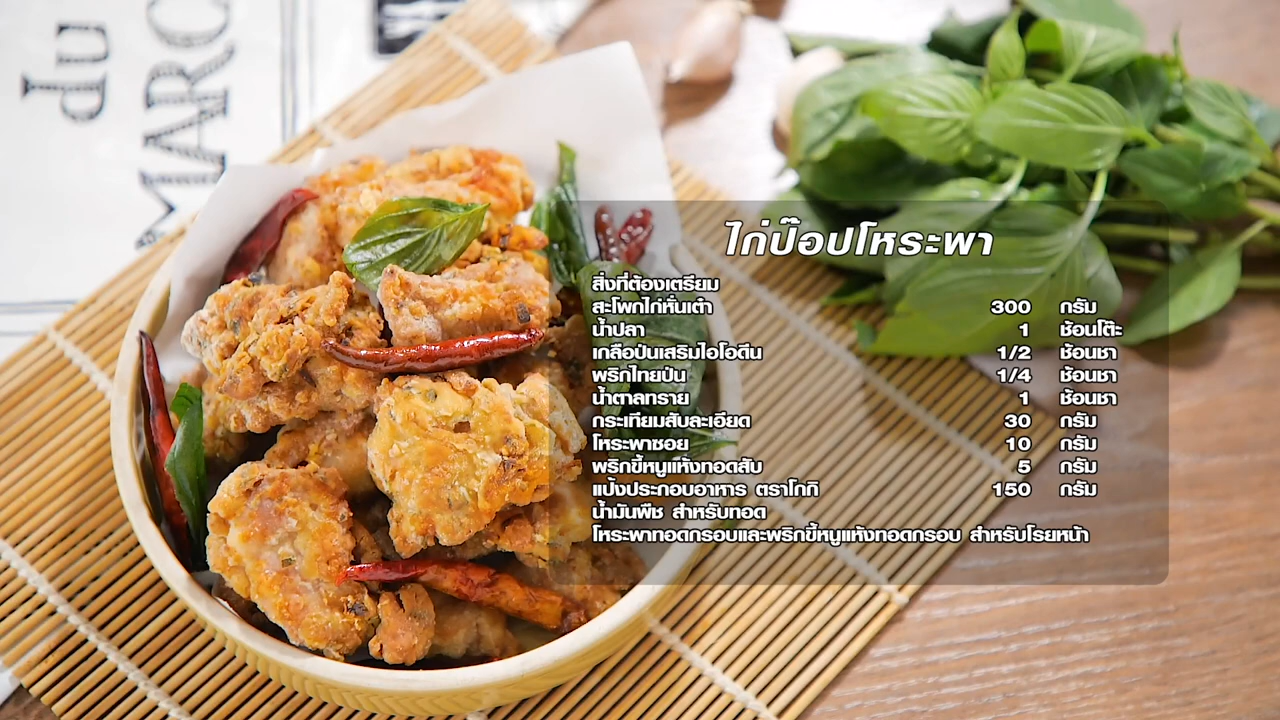 du
MARC
ไก่ป๊อปโหระพา
สิ่งที่ต้องเตรียม
สะโพกไก่หั่นเต๋า 300 กรัม
น้ำปลา 1 ช้อนโต๊ะ
เกลือป่นเสริมไอโอดีน 1/2 ช้อนชา
พริกไทยป่น 1/4 ช้อนชา
น้ำตาลทราย 1 ช้อนชา
กระเทียมสับละเอียด 30 กรัม
โหระพาซอย 10 กรัม
พริกขี้หนูแห้งทอดสับ 5 กรัม
แป้งประกอบอาหาร ตราโกกิ 150 กรัม
น้ำมันพืช สำหรับทอด
โหระพาทอดกรอบและพริกขี้หนูแห้งทอดกรอบ สำหรับโรยหน้า